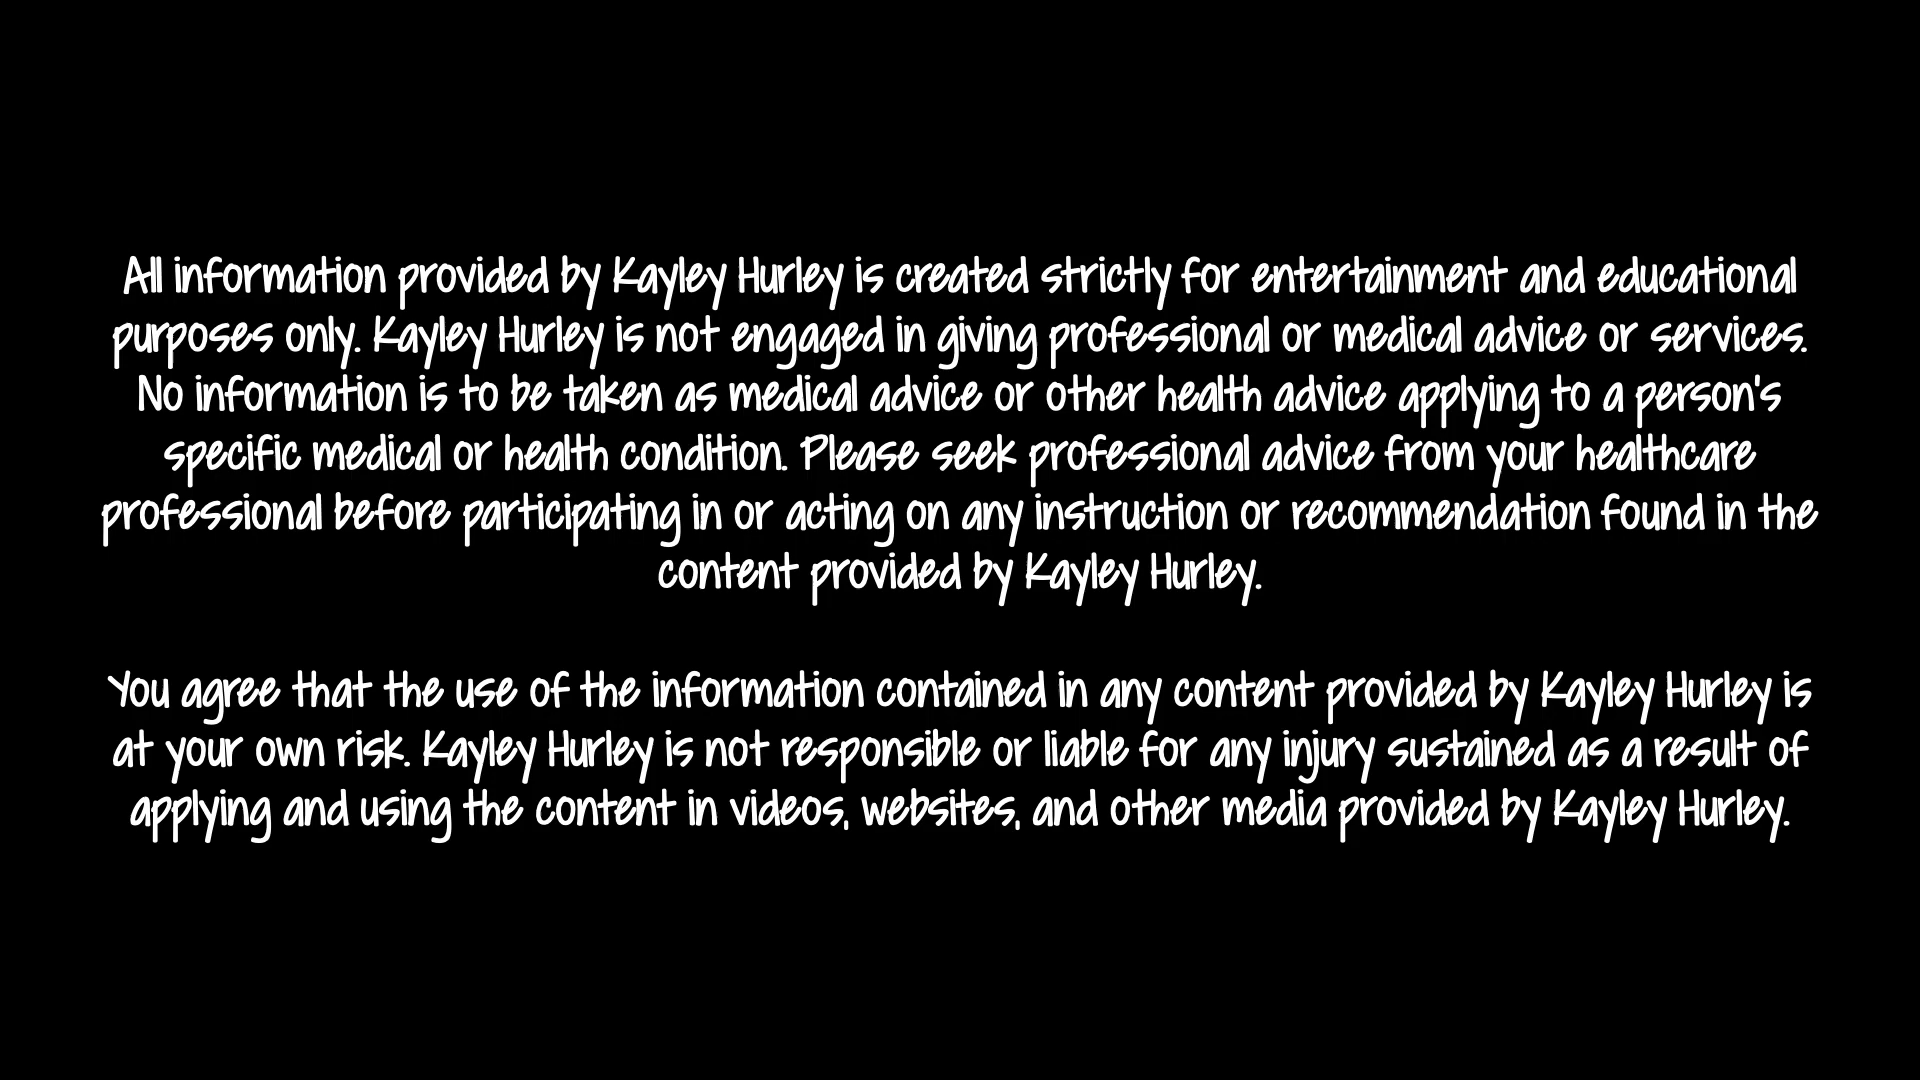 All information provided by Kayley Hurley is created strictly for entertainment and educational
purposes only. Kayley Hurley is not engaged in giving professional or medical advice or services.
No information is to be taken as medical advice or other health advice applying to a person's
specific medical or health condition. Please seek professional advice from your healthcare
professional before participating in or acting on any instruction or recommendation found in the
content provided by Kayley Hurley.
You agree that the use of the information contained in any content provided by Kayley Hurley is
at your own risk. Kayley Hurley is not responsible or liable for any injury sustained as a result of
applying and using the content in videos, websites, and other media provided by Kayley Hurley.